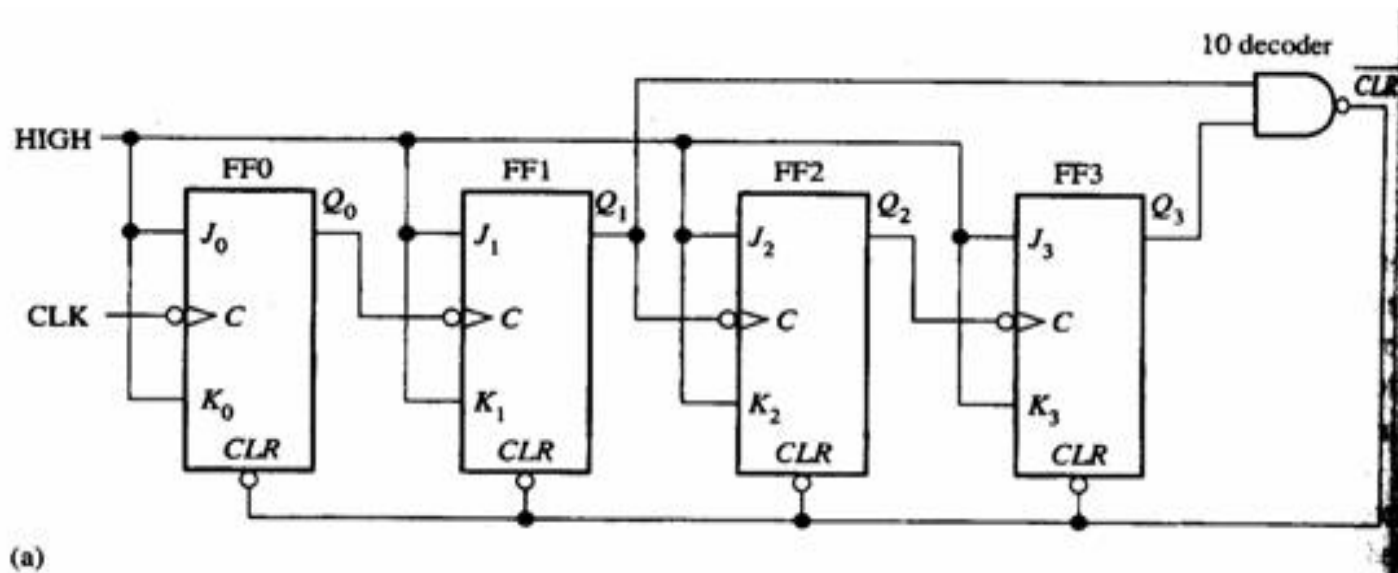 10 decoder
CLR
HIGH
FF0
FF1
FF2
FF3
Q0
Q1
Q2
Q3
J0
J1
J2
J3
CLK
C
C
C
C
K0
K1
K2
K3
CLR
CLR
CLR
CLR
(a)